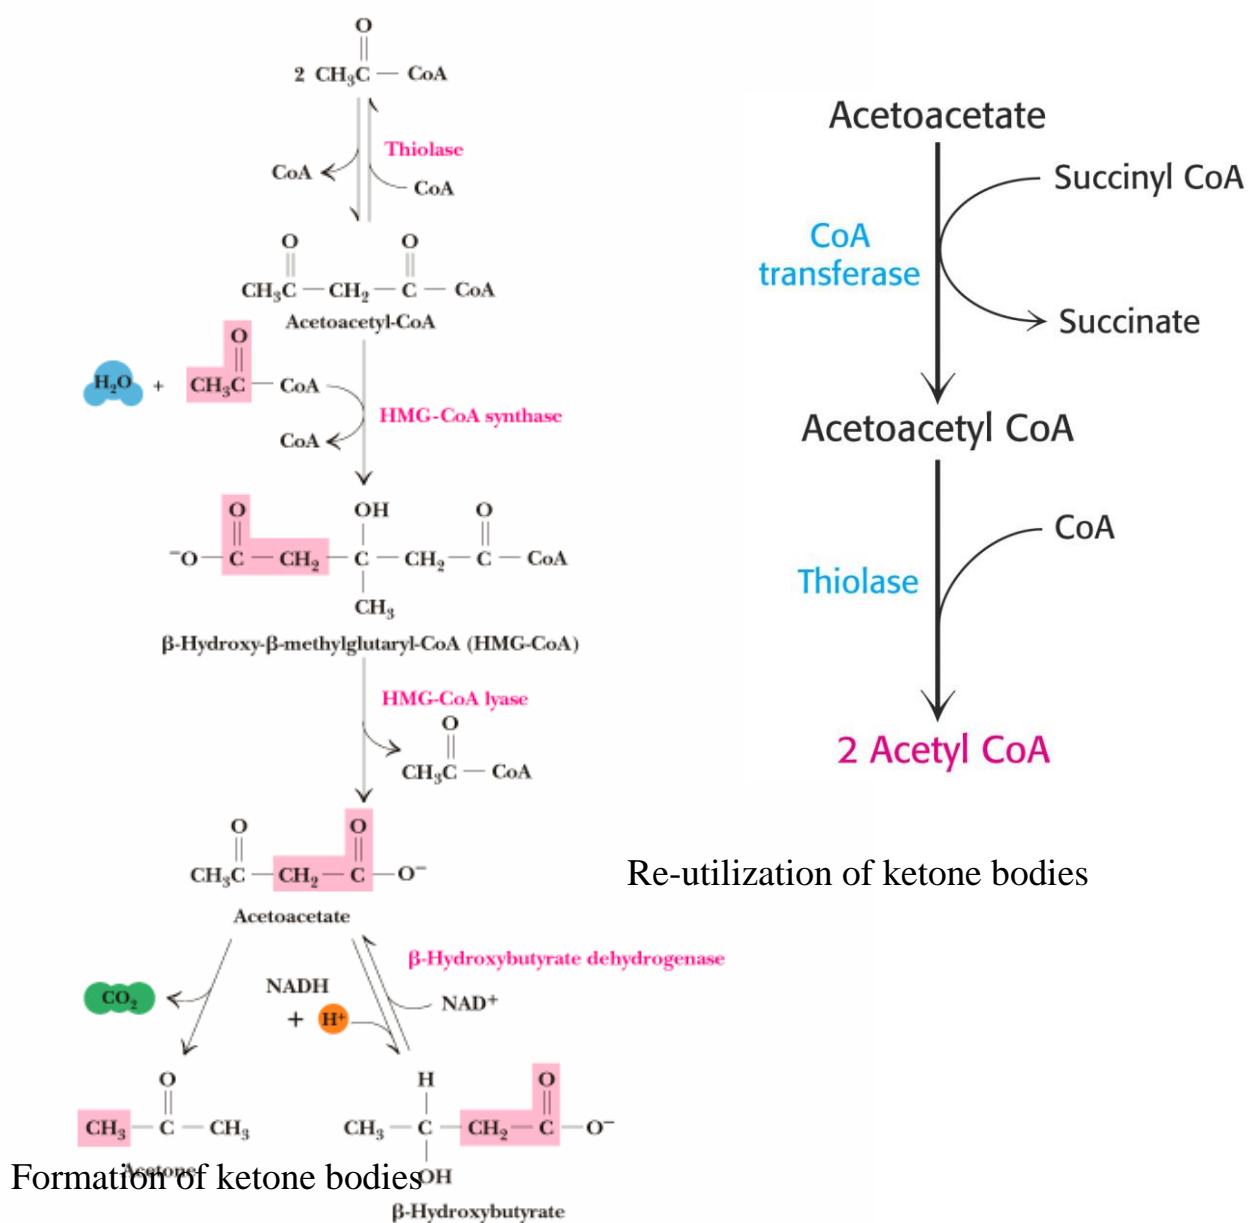 O
2 CH₃C — CoA
Thiolase
CoA
CoA
O O
CH₃C — CH₂ — C — CoA
Acetoacetyl-CoA
O
H₂O + CH₃C — CoA
HMG-CoA synthase
CoA
O OH O
⁻O — C — CH₂ — C — CH₂ — C — CoA
CH₃
β-Hydroxy-β-methylglutaryl-CoA (HMG-CoA)
HMG-CoA lyase
O
CH₃C — CoA
O O
CH₃C — CH₂ — C — O⁻
Acetoacetate
β-Hydroxybutyrate dehydrogenase
CO₂
NADH
+ H⁺
NAD⁺
O
CH₃ — C — CH₃
Acetone
H O
CH₃ — C — CH₂ — C — O⁻
OH
β-Hydroxybutyrate
Formation of ketone bodies
Acetoacetate
Succinyl CoA
CoA
transferase
Succinate
Acetoacetyl CoA
CoA
Thiolase
2 Acetyl CoA
Re-utilization of ketone bodies